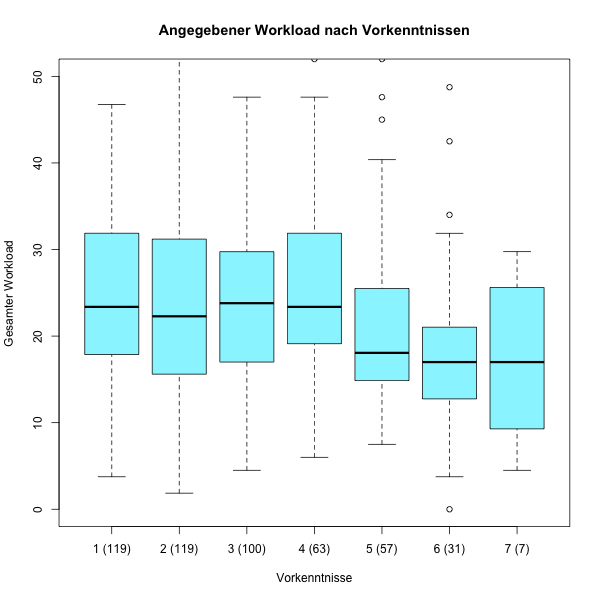 Angegebener Workload nach Vorkenntnissen
Gesamter Workload
50
40
30
20
10
0
1 (119) 2 (119) 3 (100) 4 (63) 5 (57) 6 (31) 7 (7)
Vorkenntnisse